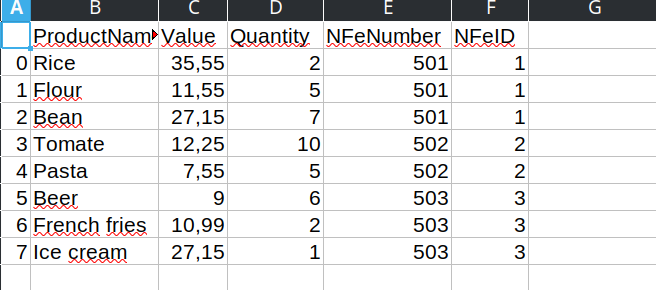 A B C D E F G
ProductNam Value Quantity NFeNumber NFeID
0 Rice 35,55 2 501 1
1 Flour 11,55 5 501 1
2 Bean 27,15 7 501 1
3 Tomate 12,25 10 502 2
4 Pasta 7,55 5 502 2
5 Beer 9 6 503 3
6 French fries 10,99 2 503 3
7 Ice cream 27,15 1 503 3